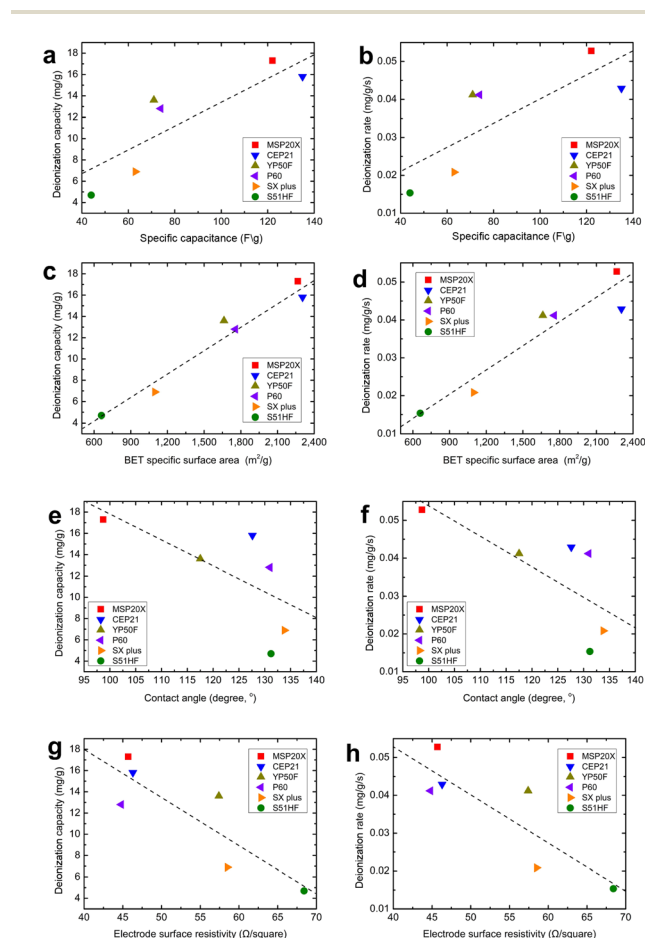 a
18
16
14
12
10
8
6
4
Deionization capacity (mg/g)
MSP20X
CEP21
YP50F
P60
SX plus
S51HF
40 60 80 100 120 140
Specific capacitance (F\g)
b
0.05
0.04
0.03
0.02
0.01
Deionization rate (mg/g/s)
MSP20X
CEP21
YP50F
P60
SX plus
S51HF
40 60 80 100 120 140
Specific capacitance (F\g)
c
18
16
14
12
10
8
6
4
Deionization capacity (mg/g)
MSP20X
CEP21
YP50F
P60
SX plus
S51HF
600 900 1,200 1,500 1,800 2,100 2,400
BET specific surface area (m²/g)
d
0.05
0.04
0.03
0.02
0.01
Deionization rate (mg/g/s)
MSP20X
CEP21
YP50F
P60
SX plus
S51HF
600 900 1,200 1,500 1,800 2,100 2,400
BET specific surface area (m²/g)
e
18
16
14
12
10
8
6
4
Deionization capacity (mg/g)
MSP20X
CEP21
YP50F
P60
SX plus
S51HF
95 100 105 110 115 120 125 130 135 140
Contact angle (degree, °)
f
0.05
0.04
0.03
0.02
0.01
Deionization rate (mg/g/s)
MSP20X
CEP21
YP50F
P60
SX plus
S51HF
95 100 105 110 115 120 125 130 135 140
Contact angle (degree, °)
g
18
16
14
12
10
8
6
4
Deionization capacity (mg/g)
MSP20X
CEP21
YP50F
P60
SX plus
S51HF
40 45 50 55 60 65 70
Electrode surface resistivity (Ω/square)
h
0.05
0.04
0.03
0.02
0.01
Deionization rate (mg/g/s)
MSP20X
CEP21
YP50F
P60
SX plus
S51HF
40 45 50 55 60 65 70
Electrode surface resistivity (Ω/square)